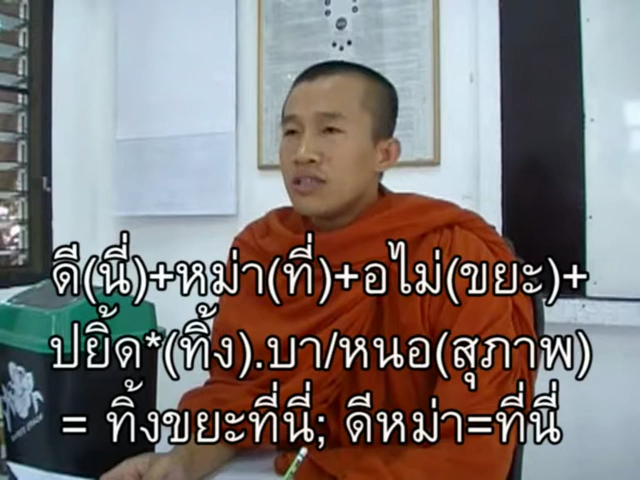 ดี(นี่)+หม่า(ที่)+อไม่(ขยะ)+
ปยิ้ด*(ทิ้ง).บา/หนอ(สุภาพ)
= ทิ้งขยะที่นี่; ดีหม่า=ที่นี่